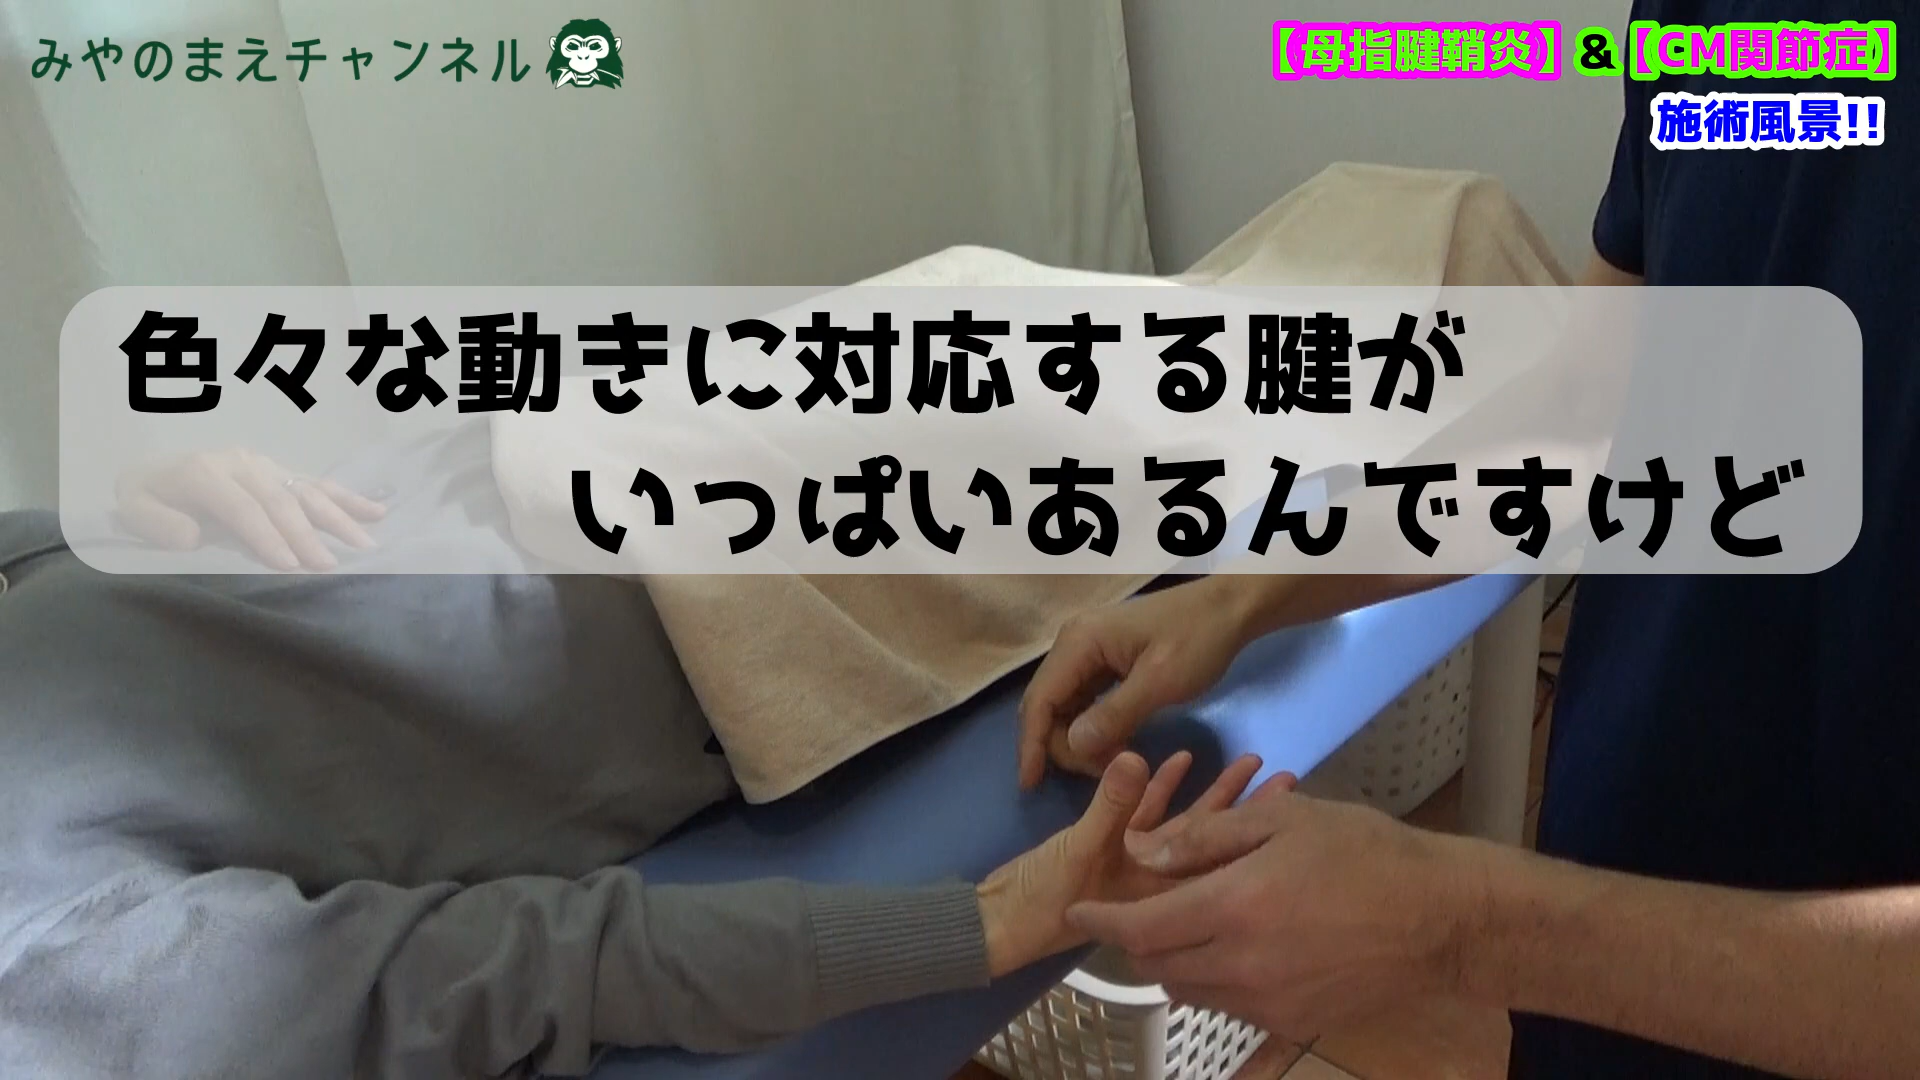 みやのまえチャンネル
【母指腱鞘炎】&【CM関節症】
施術風景!!
色々な動きに対応する腱が
いっぱいあるんですけど